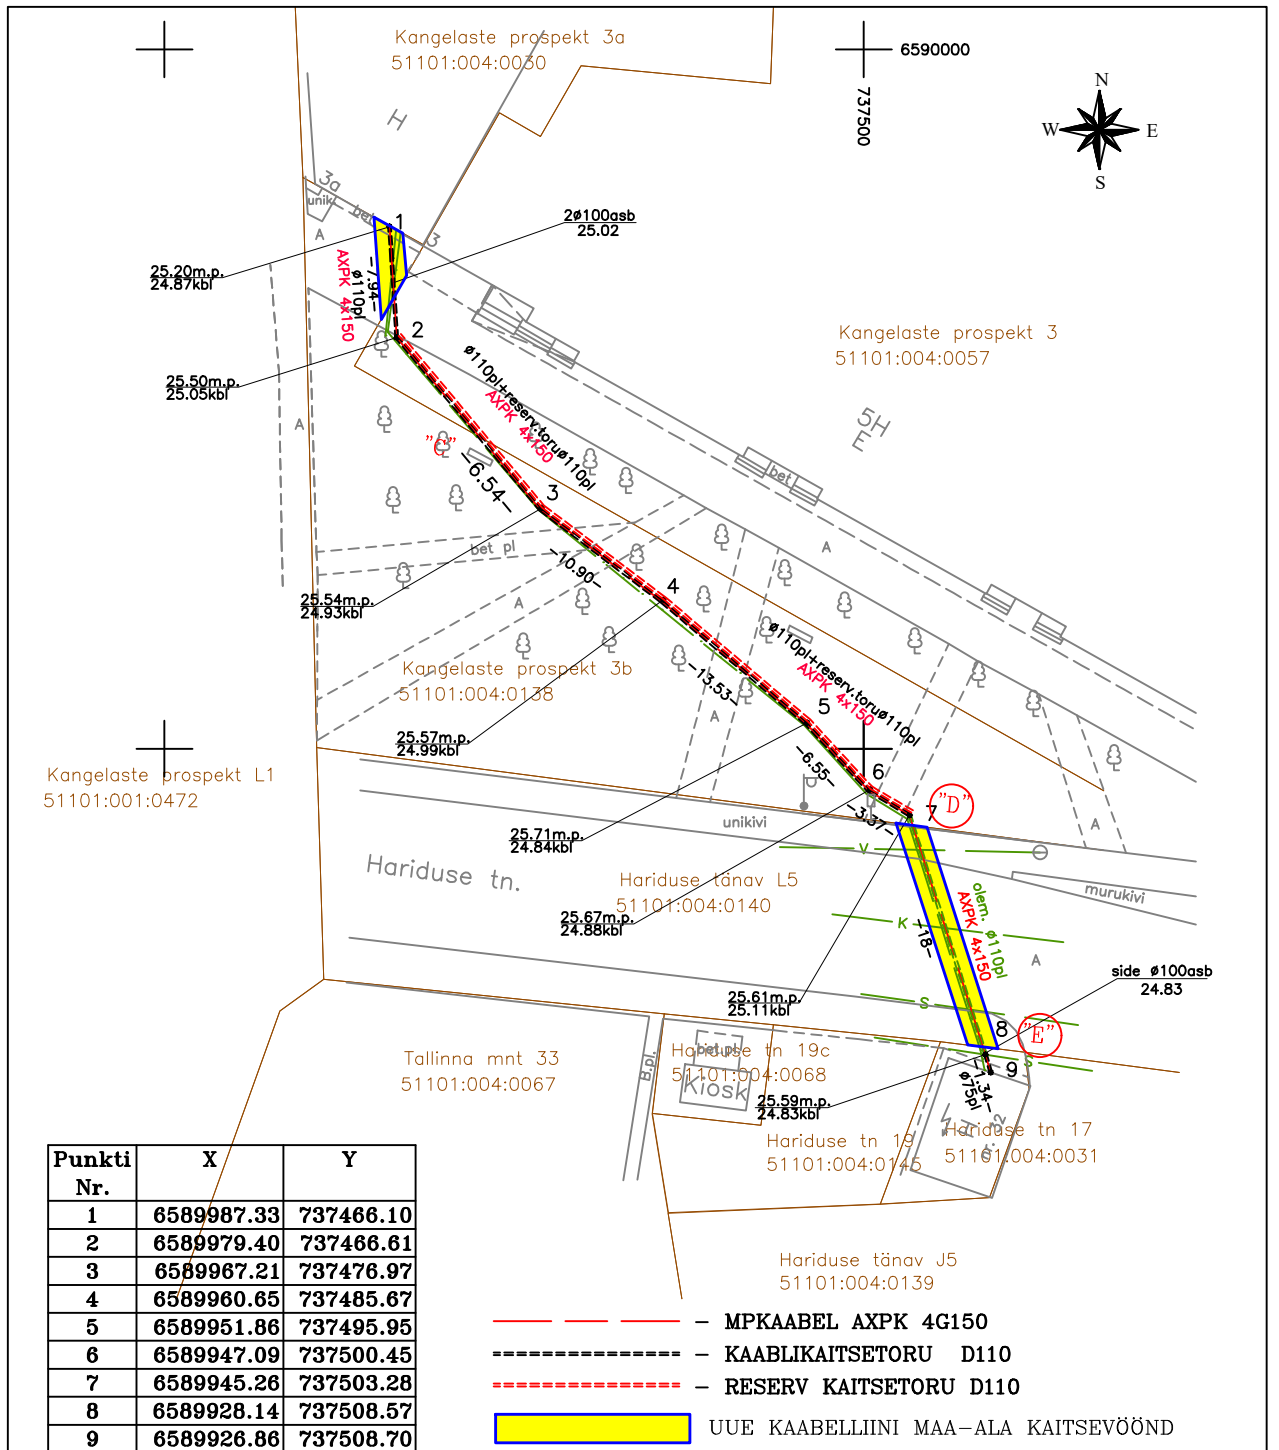 Kangelaste prospekt 3a
51101:004:0030
6590000
737500
N
W
E
S
H
3a
unik
bet
A
1
3
2ø100asb
25.02
25.20m.p.
24.87kbl
AXPK 4x150
ø110pl
-7.94-
2
25.50m.p.
25.05kbl
Kangelaste prospekt 3
51101:004:0057
5H
E
ø110pl+reserv.toruø110pl
AXPK 4x150
"C"
-6.54-
A
bet
3
A
bet pl
-10.90-
25.54m.p.
24.93kbl
4
A
ø110pl+reserv.toruø110pl
AXPK 4x150
Kangelaste prospekt 3b
51101:004:0138
-13.53-
A
5
25.57m.p.
24.99kbl
-6.55-
6
Kangelaste prospekt L1
51101:001:0472
"D"
7
-3.37-
unikivi
A
25.71m.p.
24.84kbl
V
Hariduse tn.
Hariduse tänav L5
51101:004:0140
murukivi
olem. ø110pl
AXPK 4x150
25.67m.p.
24.88kbl
K
-18-
A
side ø100asb
24.83
25.61m.p.
25.11kbl
S
8
"E"
Tallinna mnt 33
51101:004:0067
B.pl.
bet.pl
Hariduse tn 19c
51101:004:0068
Kiosk
S
9
-1.34-
ø75pl
25.59m.p.
24.83kbl
Hariduse tn 19
51101:004:0145
Hariduse tn 17
51101:004:0031
Hariduse tänav J5
51101:004:0139
Punkti Nr. X Y
1 6589987.33 737466.10
2 6589979.40 737466.61
3 6589967.21 737476.97
4 6589960.65 737485.67
5 6589951.86 737495.95
6 6589947.09 737500.45
7 6589945.26 737503.28
8 6589928.14 737508.57
9 6589926.86 737508.70
– MPKAABEL AXPK 4G150
– KAABLIKAITSETORU D110
– RESERV KAITSETORU D110
UUE KAABELLIINI MAA-ALA KAITSEVÖÖND